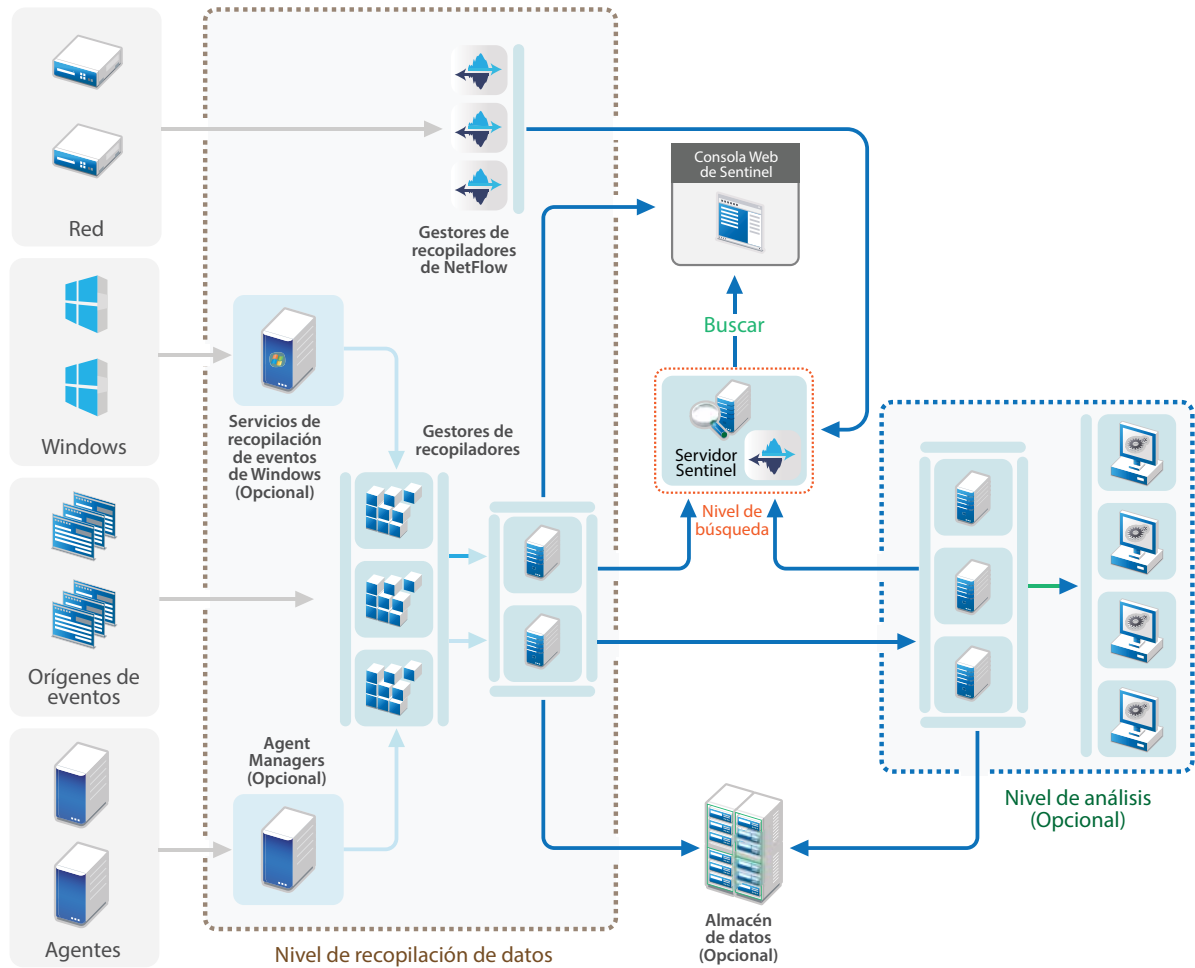 Red
Windows
Orígenes de
eventos
Agentes
Gestores de
recopiladores
de NetFlow
Servicios de
recopilación
de eventos
de Windows
(Opcional)
Gestores de
recopiladores
Agent
Managers
(Opcional)
Nivel de recopilación de datos
Consola Web
de Sentinel
Buscar
Servidor
Sentinel
Nivel de
búsqueda
Almacén
de datos
(Opcional)
Nivel de análisis
(Opcional)